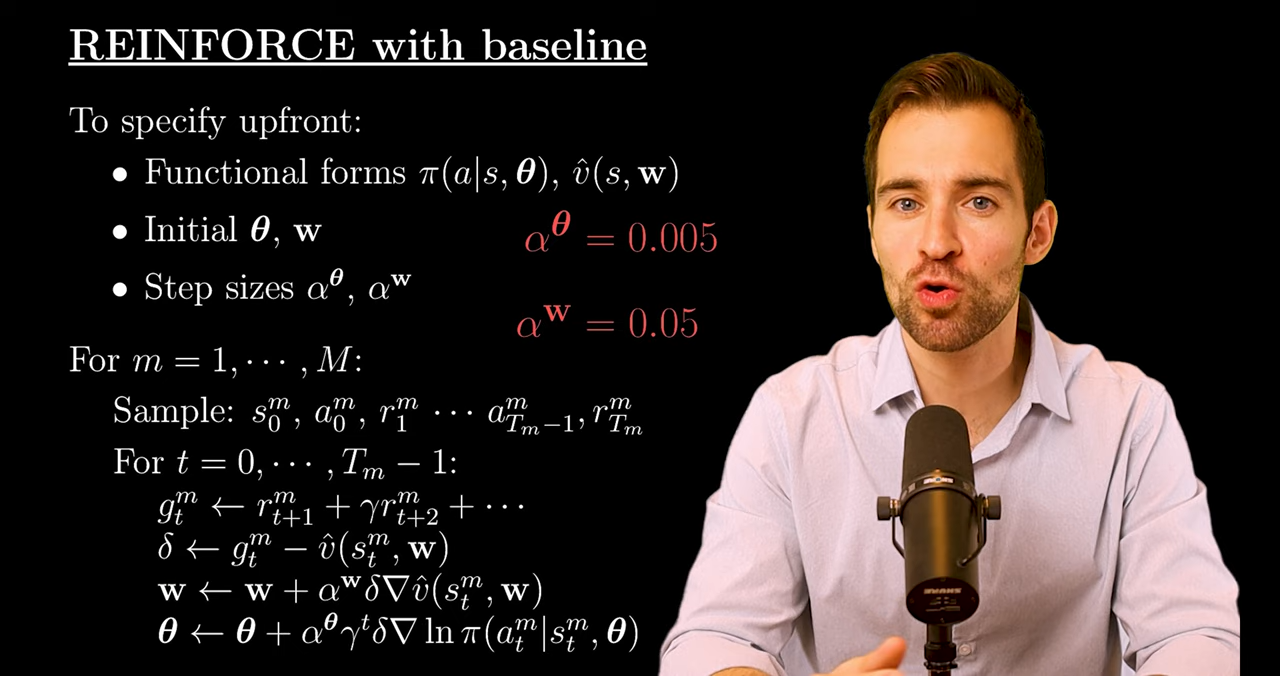 REINFORCE with baseline
To specify upfront:
• Functional forms π(a|s, θ), v̂(s, w)
• Initial θ, w
α^θ = 0.005
• Step sizes α^θ, α^w
α^w = 0.05
For m = 1, ⋯ , M:
Sample: s_0^m, a_0^m, r_1^m ⋯ a_{T_m−1}^m, r_{T_m}^m
For t = 0, ⋯ , T_m − 1:
g_t^m ← r_{t+1}^m + γr_{t+2}^m + ⋯
δ ← g_t^m − v̂(s_t^m, w)
w ← w + α^w δ∇v̂(s_t^m, w)
θ ← θ + α^θ γ^t δ∇ ln π(a_t^m|s_t^m, θ)